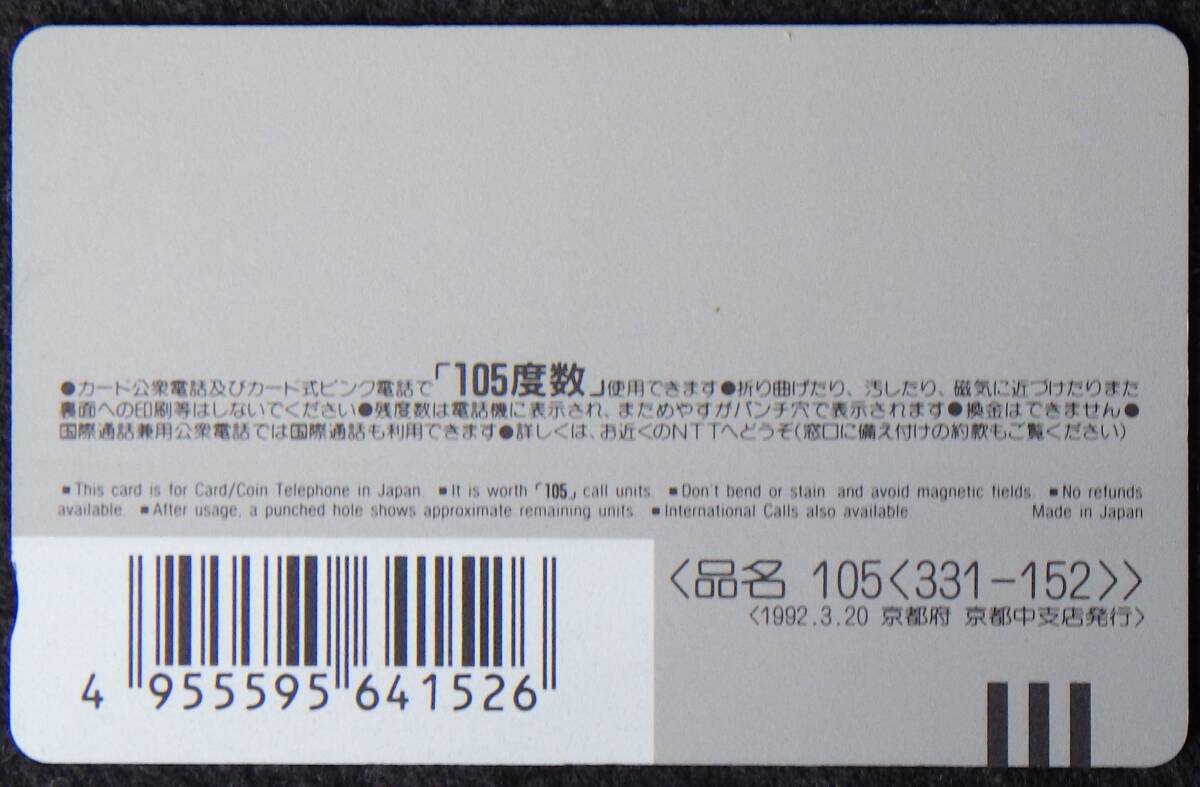 ●カード公衆電話及びカード式ピンク電話で「105度数」使用できます●折り曲げたり、汚したり、磁気に近づけたりまた
裏面への印刷等はしないでください●残度数は電話機に表示され、まためやすがパンチ穴で表示されます●換金はできません●
国際通話兼用公衆電話では国際通話も利用できます●詳しくは、お近くのNTTへどうぞ(窓口に備え付けの約款もご覧ください)
■This card is for Card/Coin Telephone in Japan. ■It is worth「105」call units. ■Don't bend or stain and avoid magnetic fields. ■No refunds
available. ■After usage, a punched hole shows approximate remaining units. ■International Calls also available. Made in Japan
〈品名 105〈331-152〉〉
〈1992.3.20 京都府 京都中支店発行〉
4 955595 641526